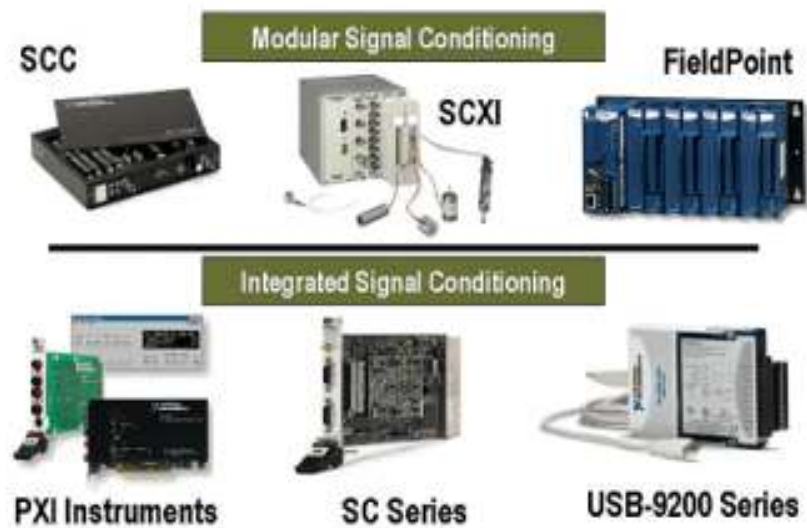 Modular Signal Conditioning
SCC
SCXI
FieldPoint
Integrated Signal Conditioning
PXI Instruments
SC Series
USB-9200 Series